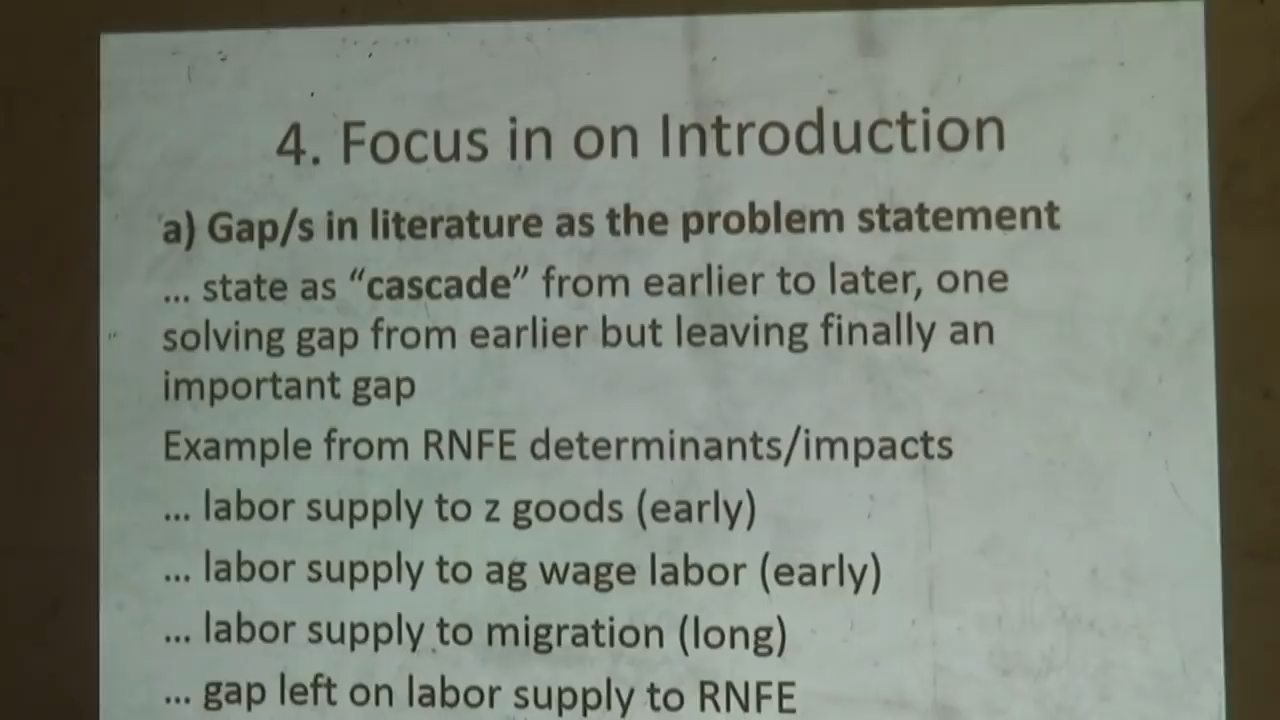 4. Focus in on Introduction
a) Gap/s in literature as the problem statement
... state as “cascade” from earlier to later, one
solving gap from earlier but leaving finally an
important gap
Example from RNFE determinants/impacts
... labor supply to z goods (early)
... labor supply to ag wage labor (early)
... labor supply to migration (long)
... gap left on labor supply to RNFE